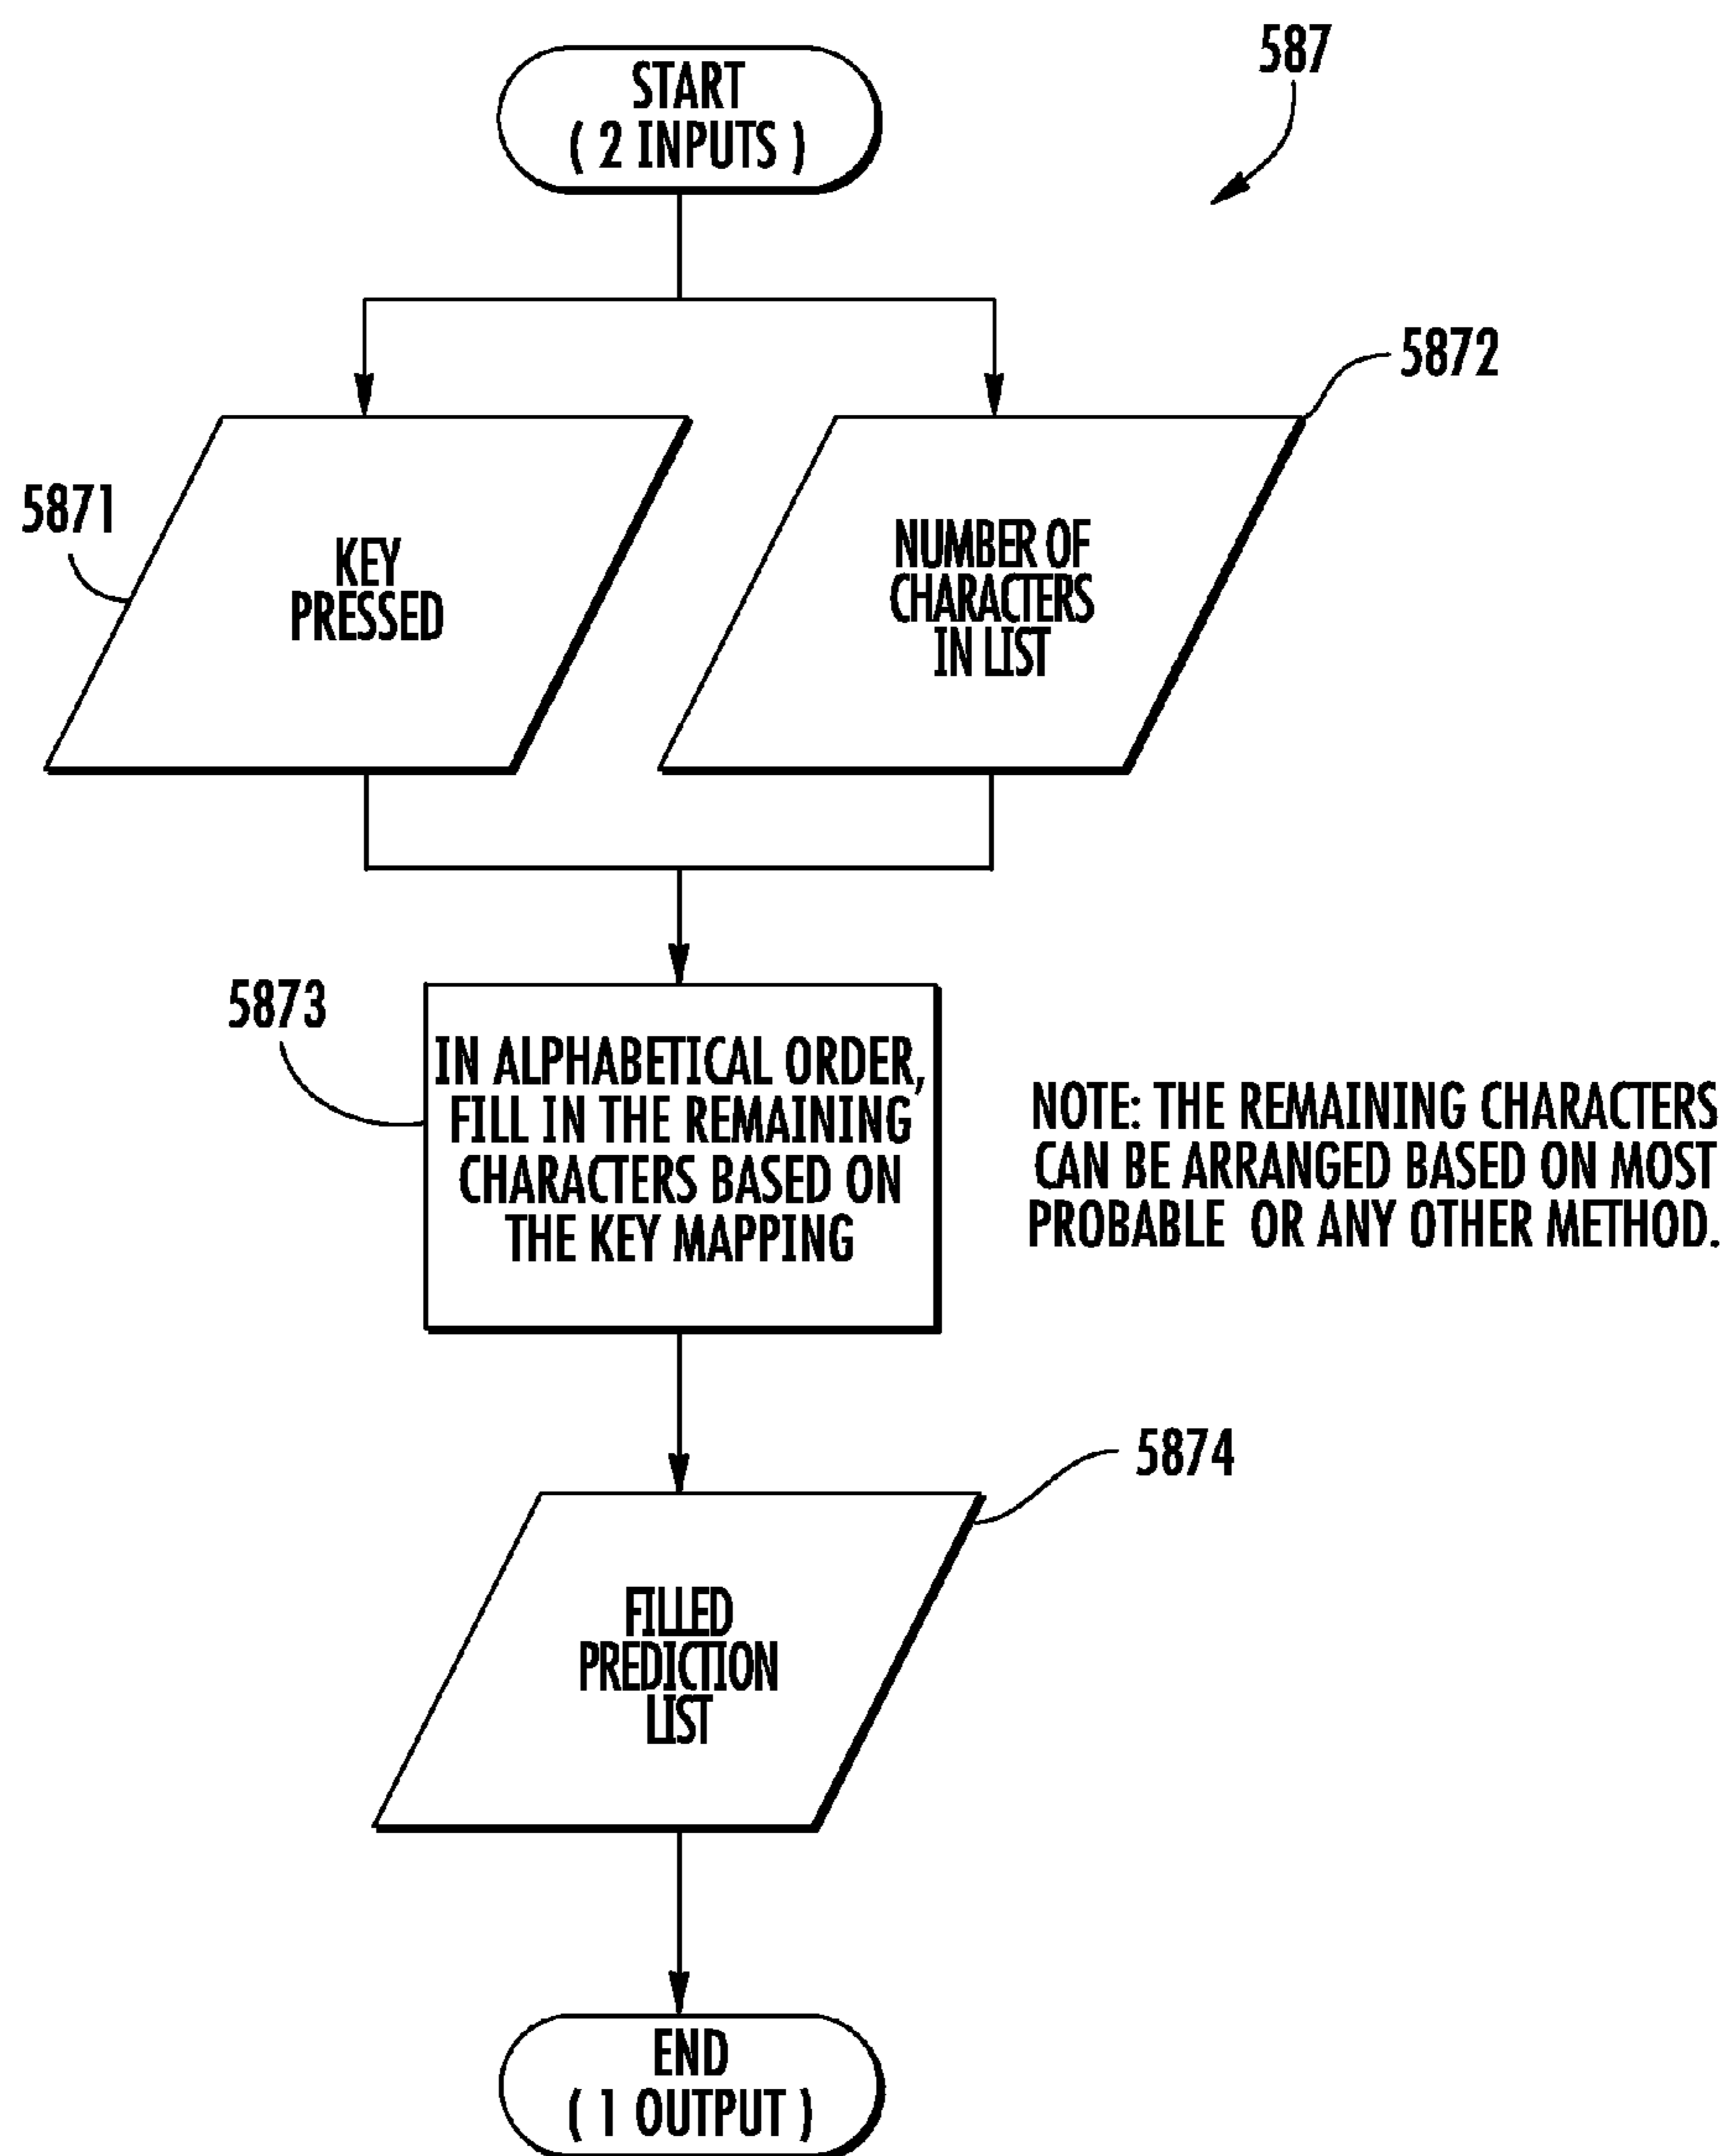 587
START
( 2 INPUTS )
5872
5871
KEY
PRESSED
NUMBER OF
CHARACTERS
IN LIST
5873
IN ALPHABETICAL ORDER,
FILL IN THE REMAINING
CHARACTERS BASED ON
THE KEY MAPPING
NOTE: THE REMAINING CHARACTERS
CAN BE ARRANGED BASED ON MOST
PROBABLE OR ANY OTHER METHOD.
5874
FILLED
PREDICTION
LIST
END
( 1 OUTPUT )